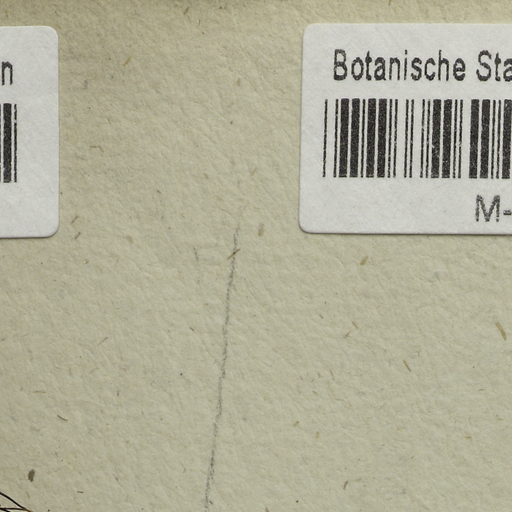 n
Botanische Sta
M-